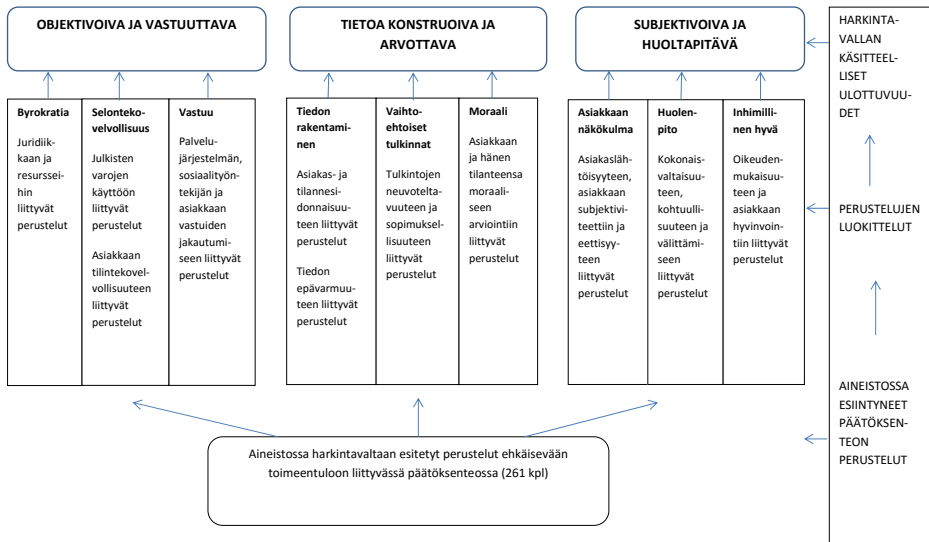 OBJEKTIVOIVA JA VASTUUTTAVA
TIETOA KONSTRUOIVA JA
ARVOTTAVA
SUBJEKTIVOIVA JA
HUOLTAPITÄVÄ
Byrokratia
Juridiik-
kaan ja
resurssei-
hin
liittyvät
perustelut
Selonteko-
velvollisuus
Julkisten
varojen
käyttöön
liittyvät
perustelut
Asiakkaan
tilintekovel-
vollisuuteen
liittyvät
perustelut
Vastuu
Palvelu-
järjestelmän,
sosiaalityön-
tekijän ja
asiakkaan
vastuiden
jakautumi-
seen liittyvät
perustelut
Tiedon
rakentami-
nen
Asiakas- ja
tilannesi-
donnaisuu-
teen liittyvät
perustelut
Tiedon
epävarmuu-
teen liittyvät
perustelut
Vaihto-
ehtoiset
tulkinnat
Tulkintojen
neuvotelta-
vuuteen ja
sopimuksel-
lisuuteen
liittyvät
perustelut
Moraali
Asiakkaan
ja hänen
tilanteensa
moraali-
seen
arviointiin
liittyvät
perustelut
Asiakkaan
näkökulma
Asiakasläh-
töisyyteen,
asiakkaan
subjektivi-
teettiin ja
eettisyy-
teen
liittyvät
perustelut
Huolen-
pito
Kokonais-
valtaisuu-
teen,
kohtuulli-
suuteen ja
välittämi-
seen
liittyvät
perustelut
Inhimilli-
nen hyvä
Oikeuden-
mukaisuu-
teen ja
asiakkaan
hyvinvoin-
tiin liittyvät
perustelut
Aineistossa harkintavaltaan esitetyt perustelut ehkäisevään
toimeentuloon liittyvässä päätöksenteossa (261 kpl)
HARKINTA-
VALLAN
KÄSITTEEL-
LISET
ULOTTUVUU-
DET
PERUSTELUJEN
LUOKITTELUT
AINEISTOSSA
ESIINTYNEET
PÄÄTÖKSEN-
TEON
PERUSTELUT